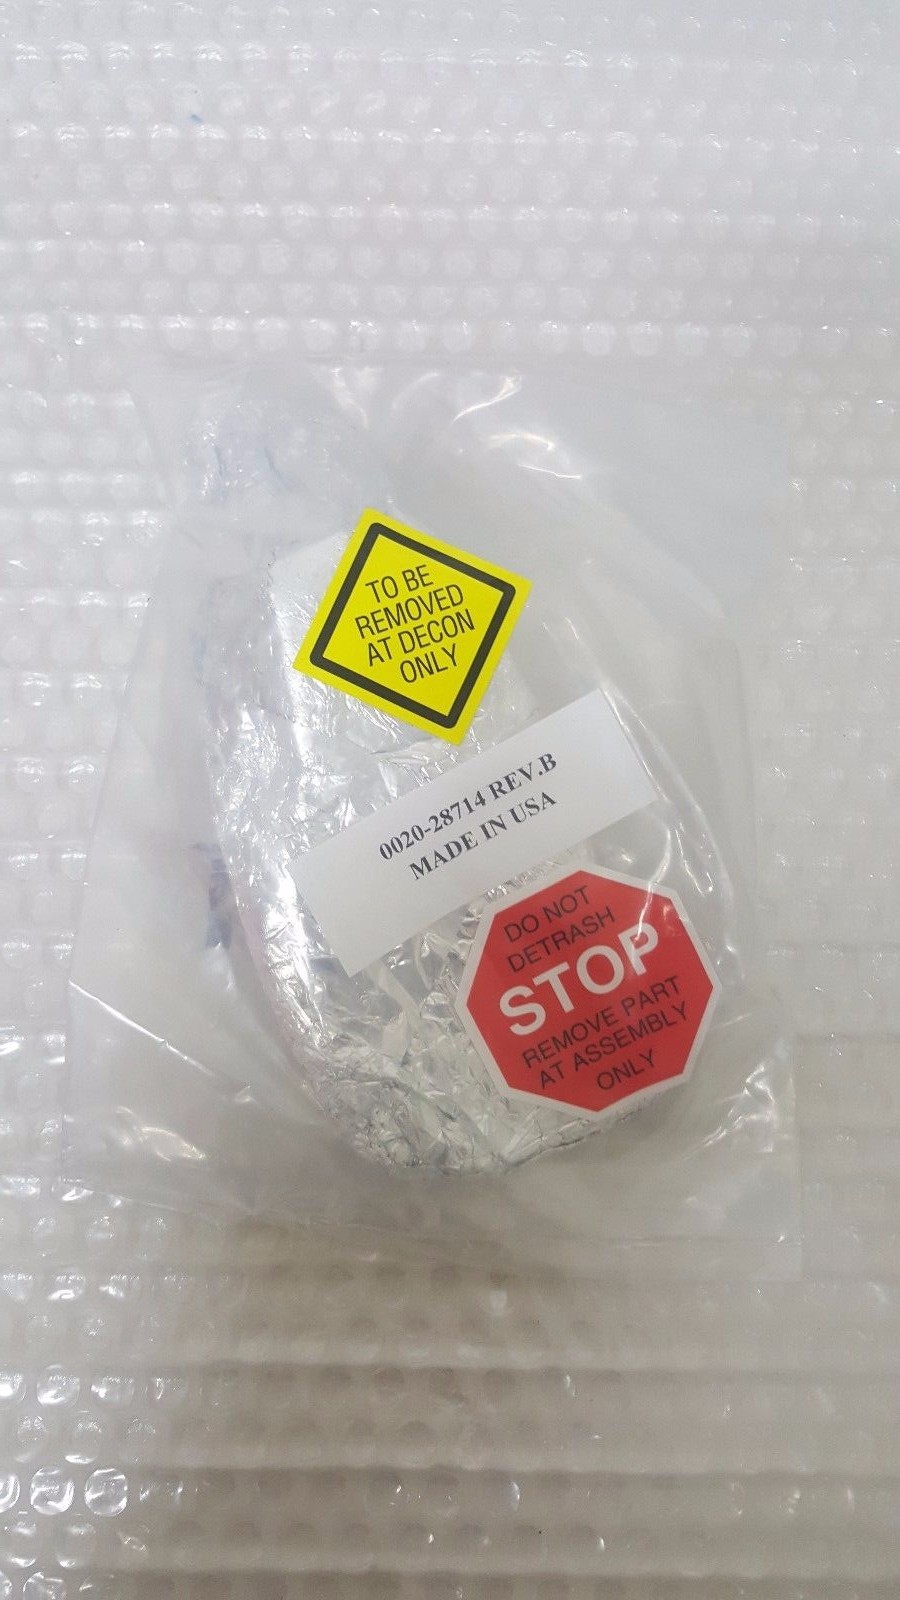 TO BE
REMOVED
AT DECON
ONLY
0020-28714 REV.B
MADE IN USA
DO NOT
DETRASH
STOP
REMOVE PART
AT ASSEMBLY
ONLY